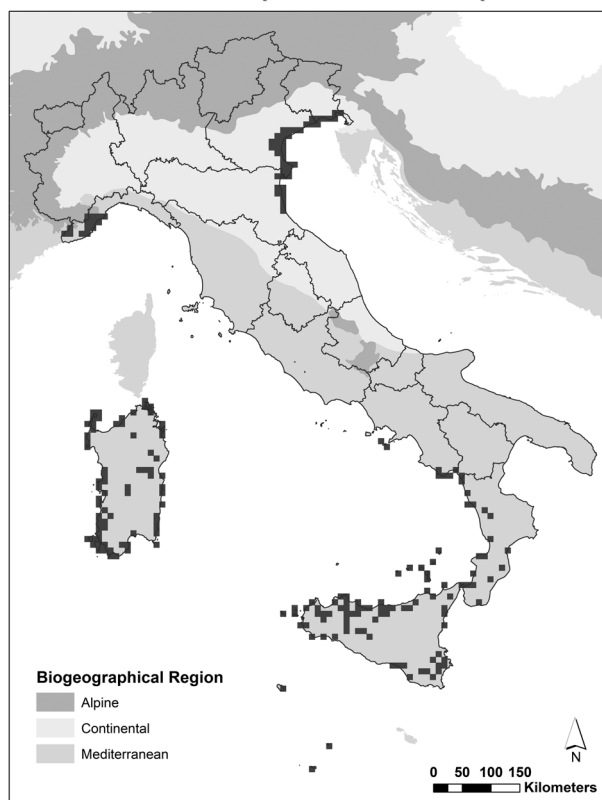 Biogeographical Region
Alpine
Continental
Mediterranean
N
0 50 100 150
Kilometers